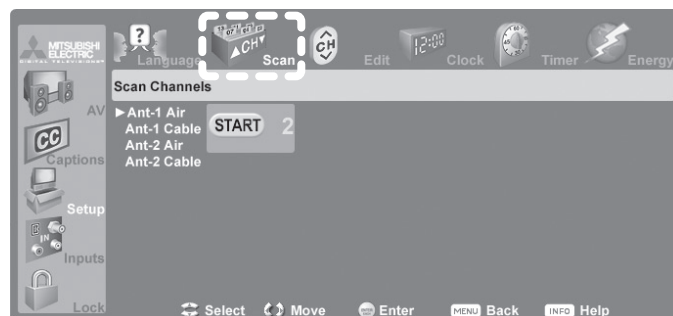 MITSUBISHI
ELECTRIC
DIGITAL TELEVISIONS
?
Language
CH
Scan
CH
Edit
12:00
Clock
60
45
Timer
Energy
Scan Channels
AV
Ant-1 Air
START 2
Ant-1 Cable
Ant-2 Air
Ant-2 Cable
CC
Captions
Setup
IN
Inputs
Lock
Select Move Enter MENU Back INFO Help